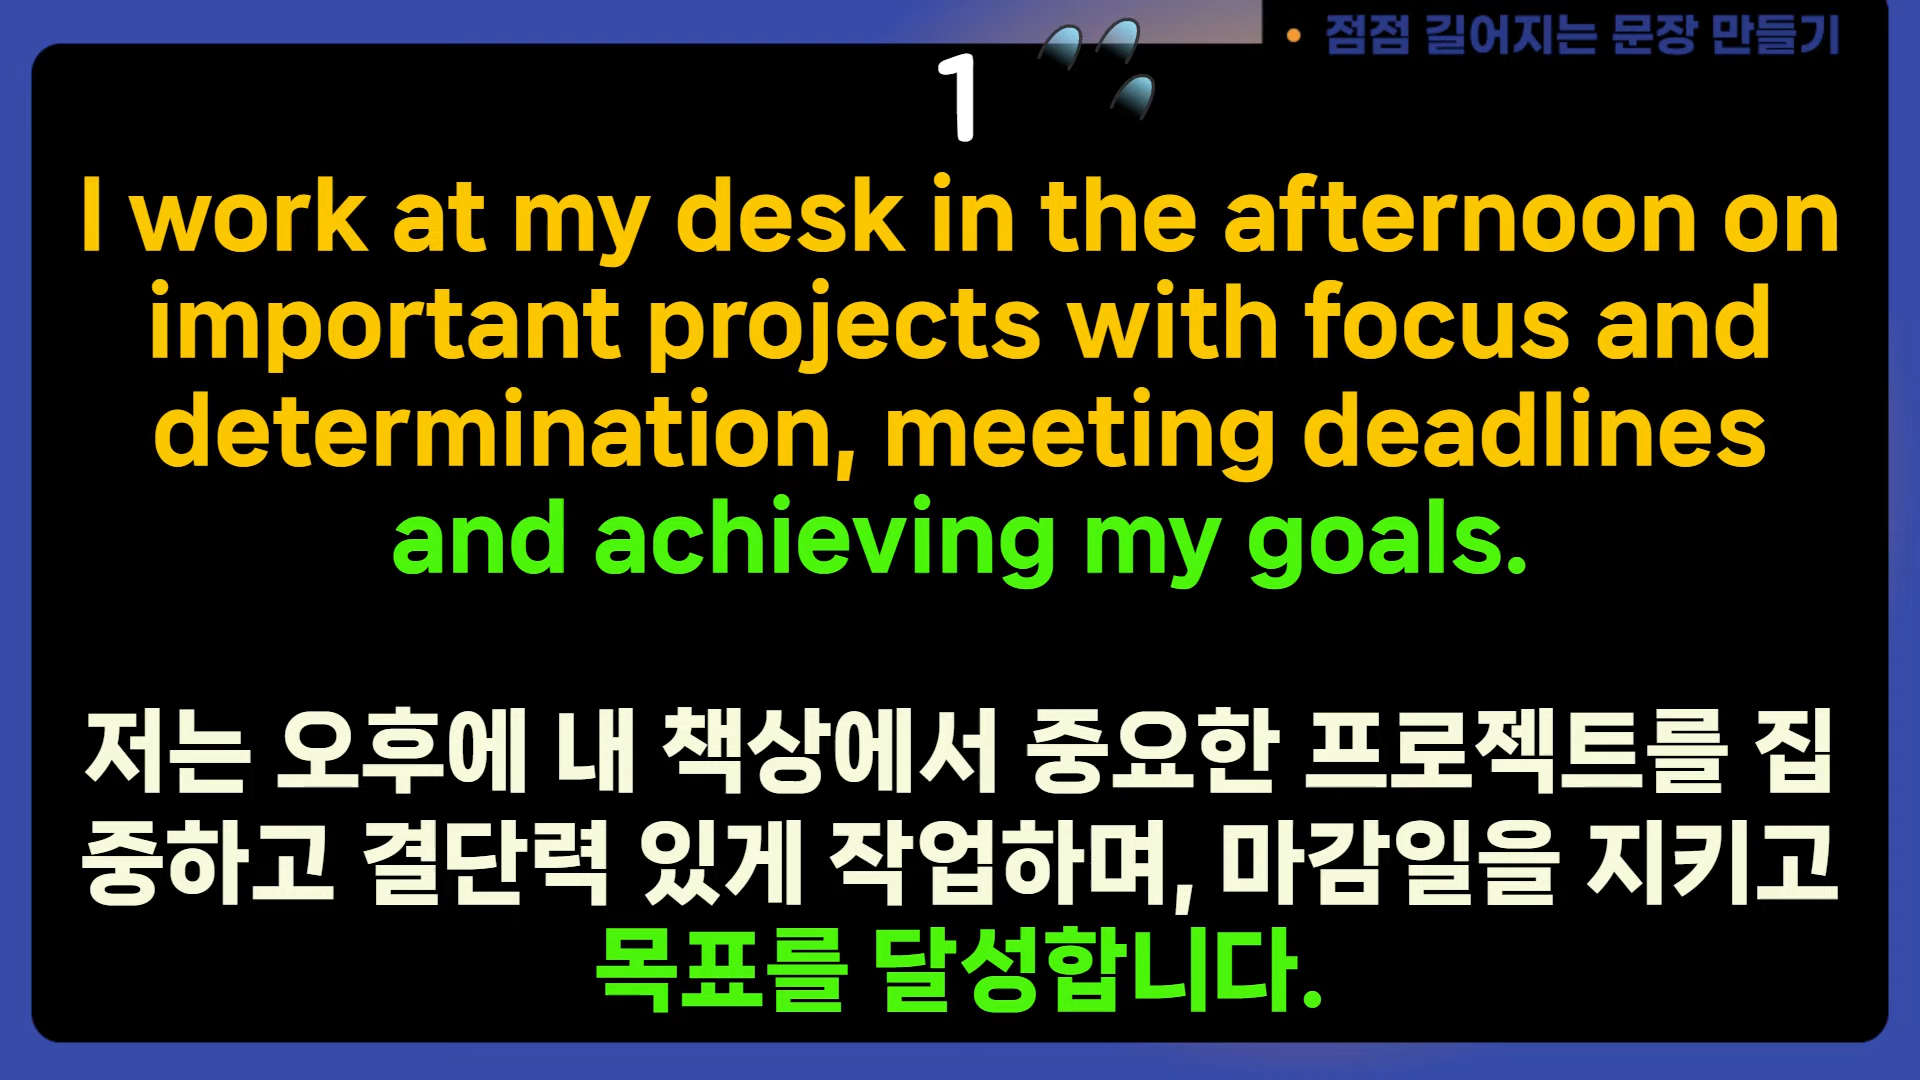 • 점점 길어지는 문장 만들기
1
I work at my desk in the afternoon on
important projects with focus and
determination, meeting deadlines
and achieving my goals.
저는 오후에 내 책상에서 중요한 프로젝트를 집
중하고 결단력 있게 작업하며, 마감일을 지키고
목표를 달성합니다.